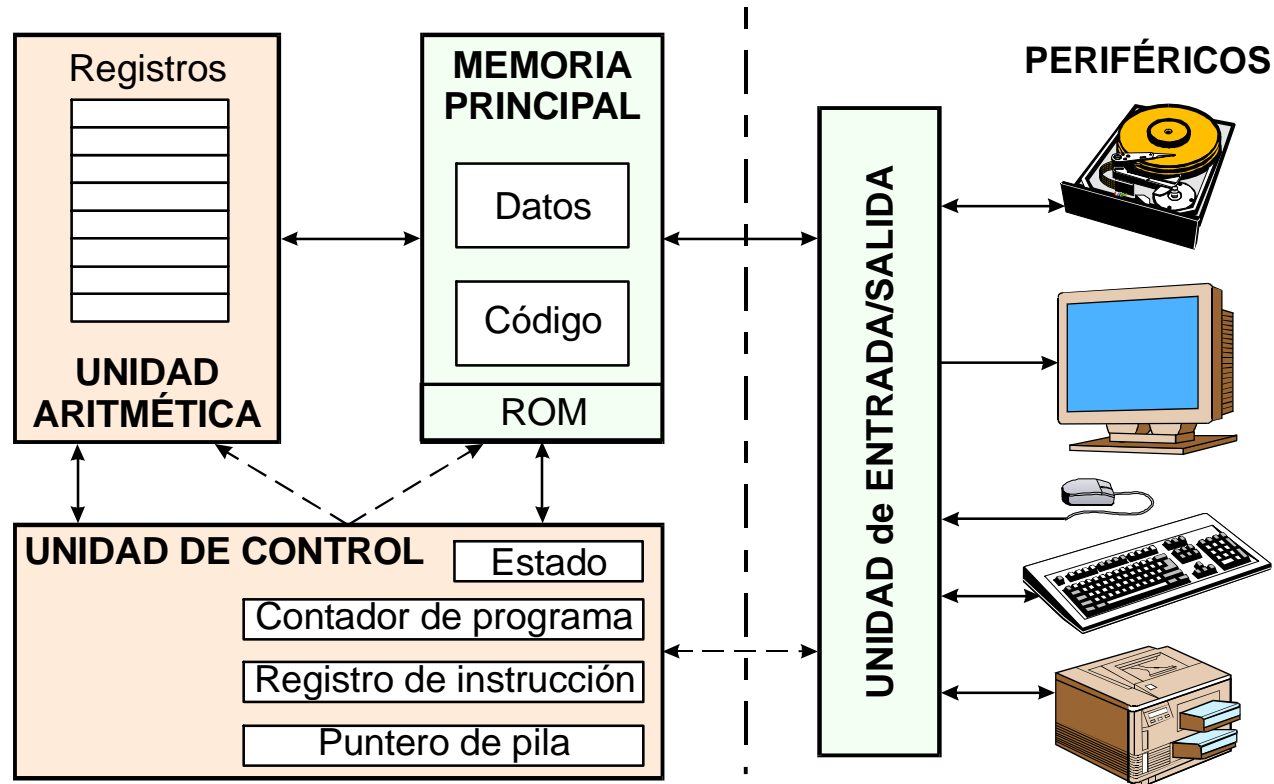 Registros
UNIDAD
ARITMÉTICA
MEMORIA
PRINCIPAL
Datos
Código
ROM
UNIDAD DE CONTROL
Estado
Contador de programa
Registro de instrucción
Puntero de pila
UNIDAD de ENTRADA/SALIDA
PERIFÉRICOS